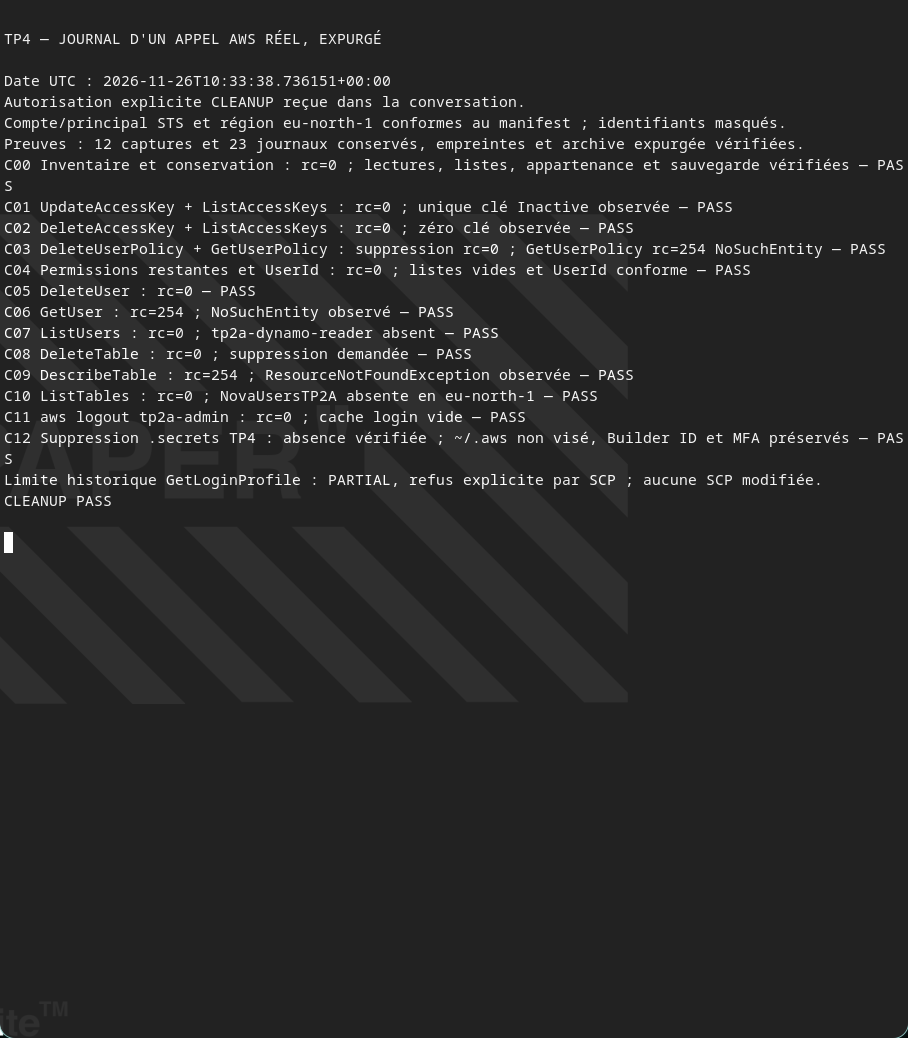 TP4 — JOURNAL D'UN APPEL AWS RÉEL, EXPURGÉ
Date UTC : 2026-11-26T10:33:38.736151+00:00
Autorisation explicite CLEANUP reçue dans la conversation.
Compte/principal STS et région eu-north-1 conformes au manifest ; identifiants masqués.
Preuves : 12 captures et 23 journaux conservés, empreintes et archive expurgée vérifiées.
C00 Inventaire et conservation : rc=0 ; lectures, listes, appartenance et sauvegarde vérifiées — PAS
S
C01 UpdateAccessKey + ListAccessKeys : rc=0 ; unique clé Inactive observée — PASS
C02 DeleteAccessKey + ListAccessKeys : rc=0 ; zéro clé observée — PASS
C03 DeleteUserPolicy + GetUserPolicy : suppression rc=0 ; GetUserPolicy rc=254 NoSuchEntity — PASS
C04 Permissions restantes et UserId : rc=0 ; listes vides et UserId conforme — PASS
C05 DeleteUser : rc=0 — PASS
C06 GetUser : rc=254 ; NoSuchEntity observé — PASS
C07 ListUsers : rc=0 ; tp2a-dynamo-reader absent — PASS
C08 DeleteTable : rc=0 ; suppression demandée — PASS
C09 DescribeTable : rc=254 ; ResourceNotFoundException observée — PASS
C10 ListTables : rc=0 ; NovaUsersTP2A absente en eu-north-1 — PASS
C11 aws logout tp2a-admin : rc=0 ; cache login vide — PASS
C12 Suppression .secrets TP4 : absence vérifiée ; ~/.aws non visé, Builder ID et MFA préservés — PAS
S
Limite historique GetLoginProfile : PARTIAL, refus explicite par SCP ; aucune SCP modifiée.
CLEANUP PASS
APER
ite™